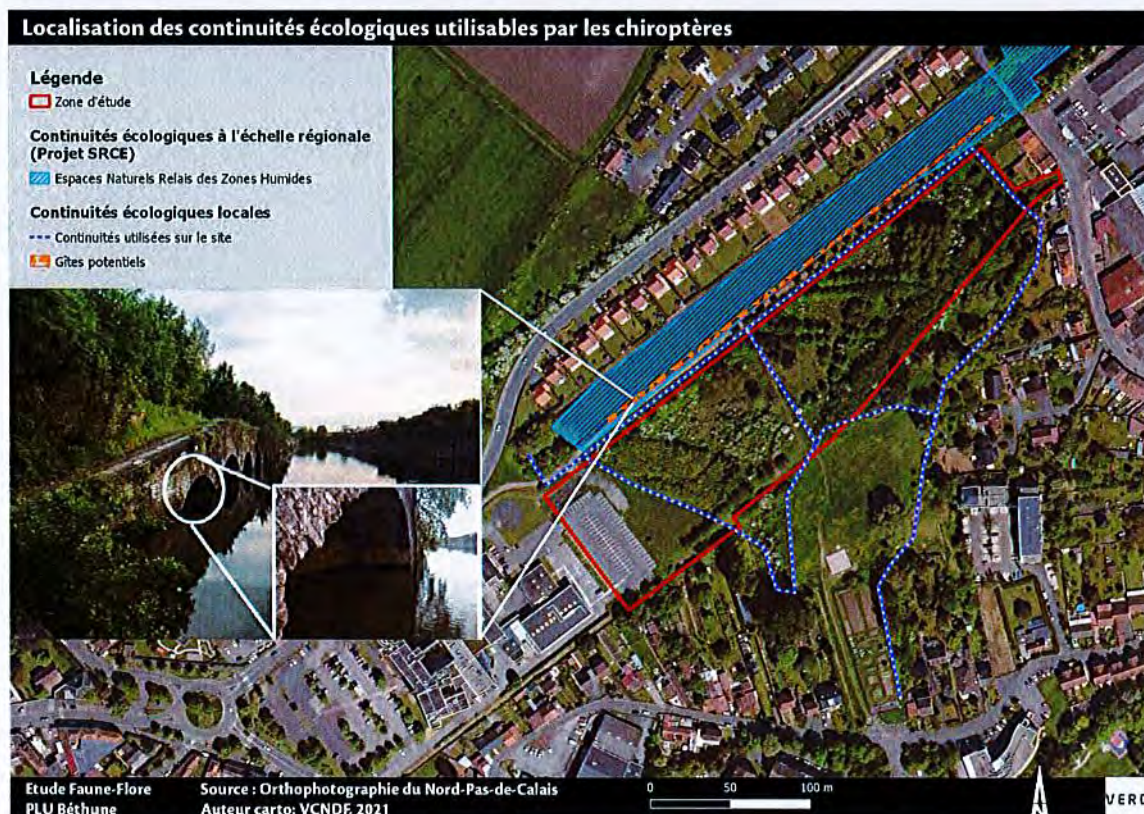 Localisation des continuités écologiques utilisables par les chiroptères
Légende
Zone d'étude
Continuités écologiques à l'échelle régionale
(Projet SRCE)
Espaces Naturels Relais des Zones Humides
Continuités écologiques locales
Continuités utilisées sur le site
Gîtes potentiels
Etude Faune-Flore
PLU Béthune
Source : Orthophotographie du Nord-Pas-de-Calais
Auteur carto: VCNDF, 2021
0 50 100 m
N
VERD